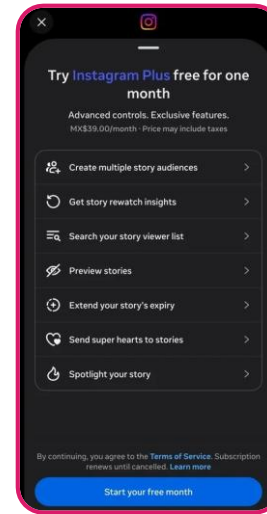 Try Instagram Plus free for one
month
Advanced controls. Exclusive features.
MX$39.00/month · Price may include taxes
Create multiple story audiences
Get story rewatch insights
Search your story viewer list
Preview stories
Extend your story's expiry
Send super hearts to stories
Spotlight your story
By continuing, you agree to the Terms of Service. Subscription
renews until cancelled. Learn more
Start your free month